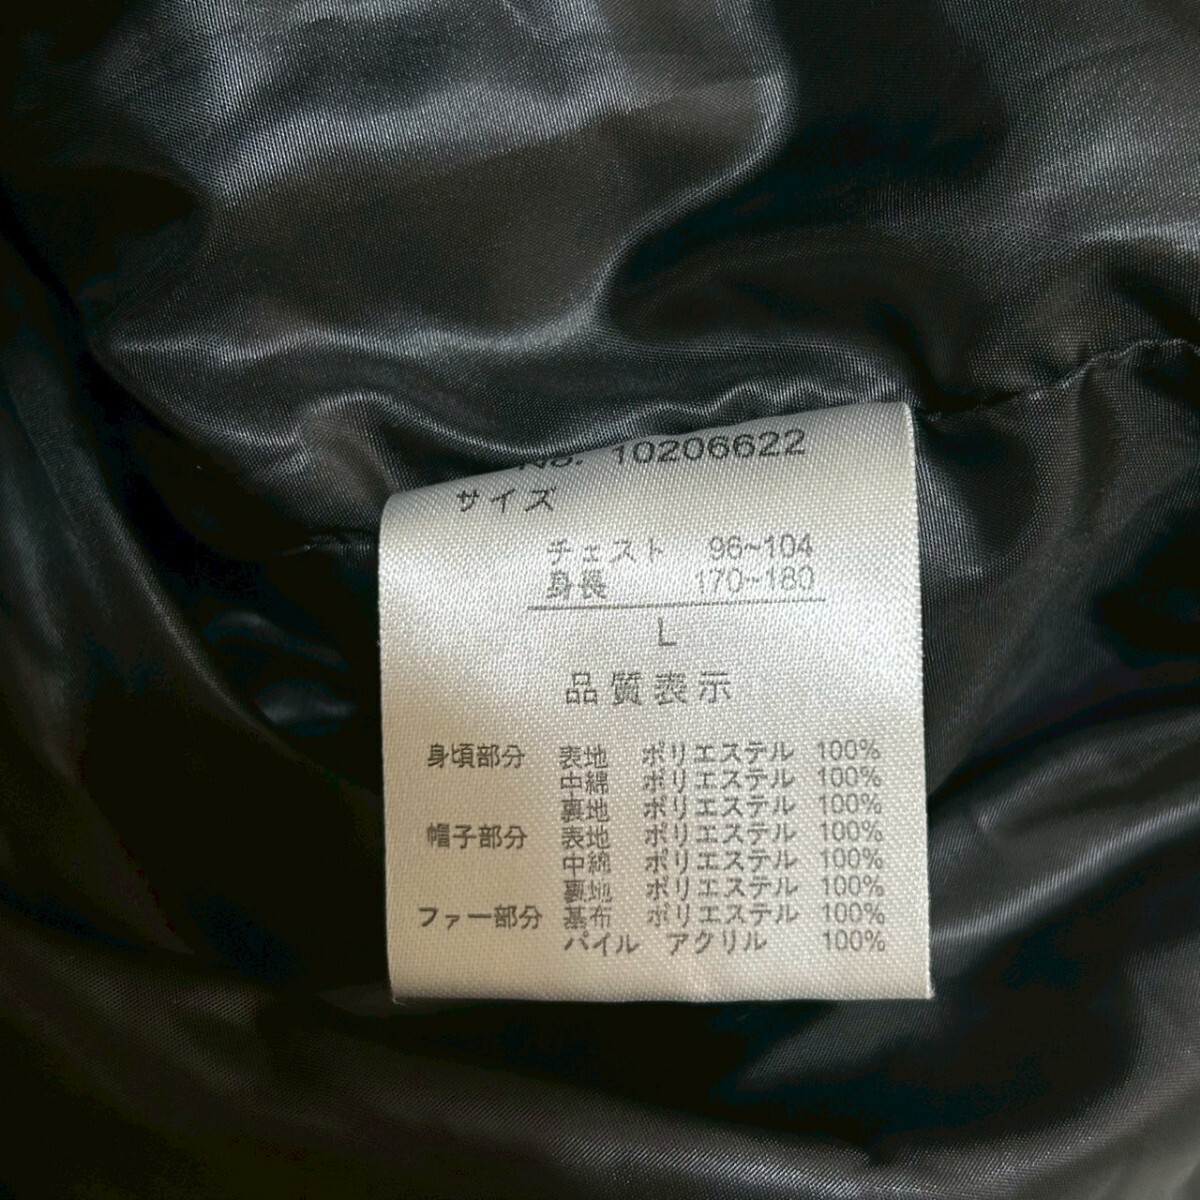 No. 10206622
サイズ
チェスト 96~104
身長 170~180
L
品質表示
身頃部分 表地 ポリエステル 100%
中綿 ポリエステル 100%
裏地 ポリエステル 100%
帽子部分 表地 ポリエステル 100%
中綿 ポリエステル 100%
裏地 ポリエステル 100%
ファー部分 基布 ポリエステル 100%
パイル アクリル 100%